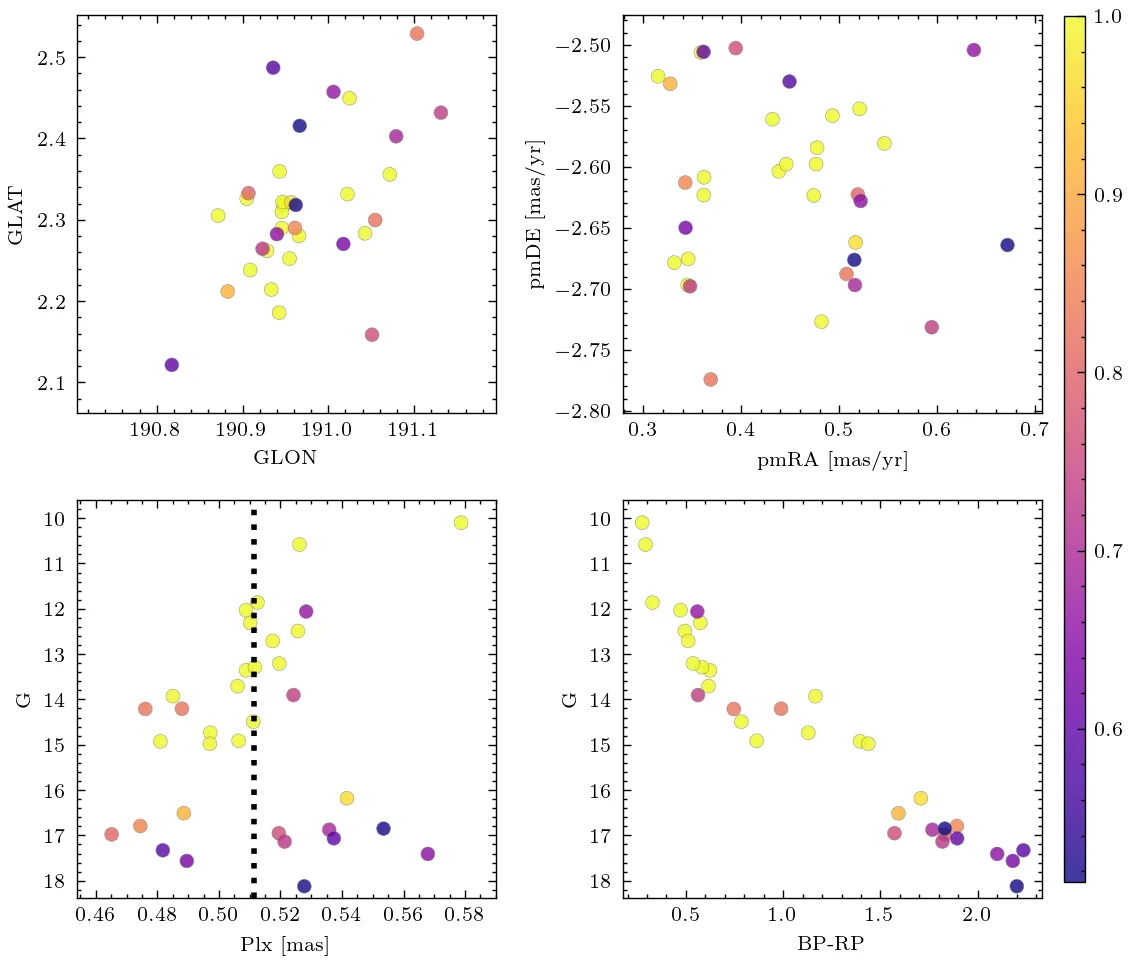 2.5
2.4
2.3
2.2
2.1
GLAT
190.8 190.9 191.0 191.1
GLON
−2.50
−2.55
−2.60
−2.65
−2.70
−2.75
−2.80
pmDE [mas/yr]
0.3 0.4 0.5 0.6 0.7
pmRA [mas/yr]
1.0
0.9
0.8
0.7
0.6
10
11
12
13
14
15
16
17
18
G
0.46 0.48 0.50 0.52 0.54 0.56 0.58
Plx [mas]
10
11
12
13
14
15
16
17
18
G
0.5 1.0 1.5 2.0
BP-RP